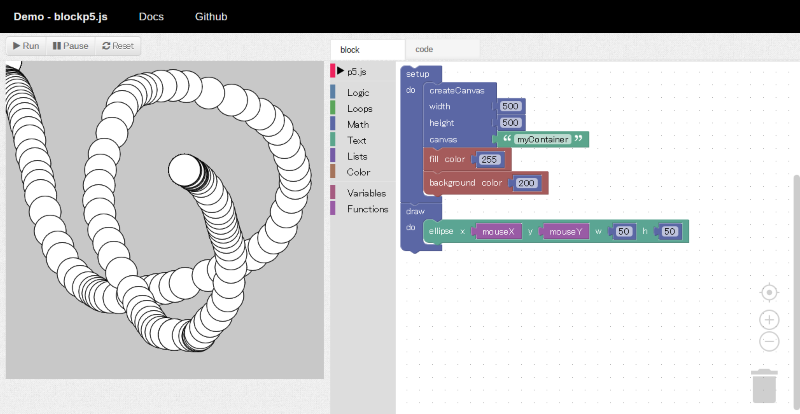 Demo - blockp5.js Docs Github
Run Pause Reset
block code
p5.js
Logic
Loops
Math
Text
Lists
Color
Variables
Functions
setup
do createCanvas
width 500
height 500
canvas “ myContainer ”
fill color 255
background color 200
draw
do ellipse x mouseX y mouseY w 50 h 50